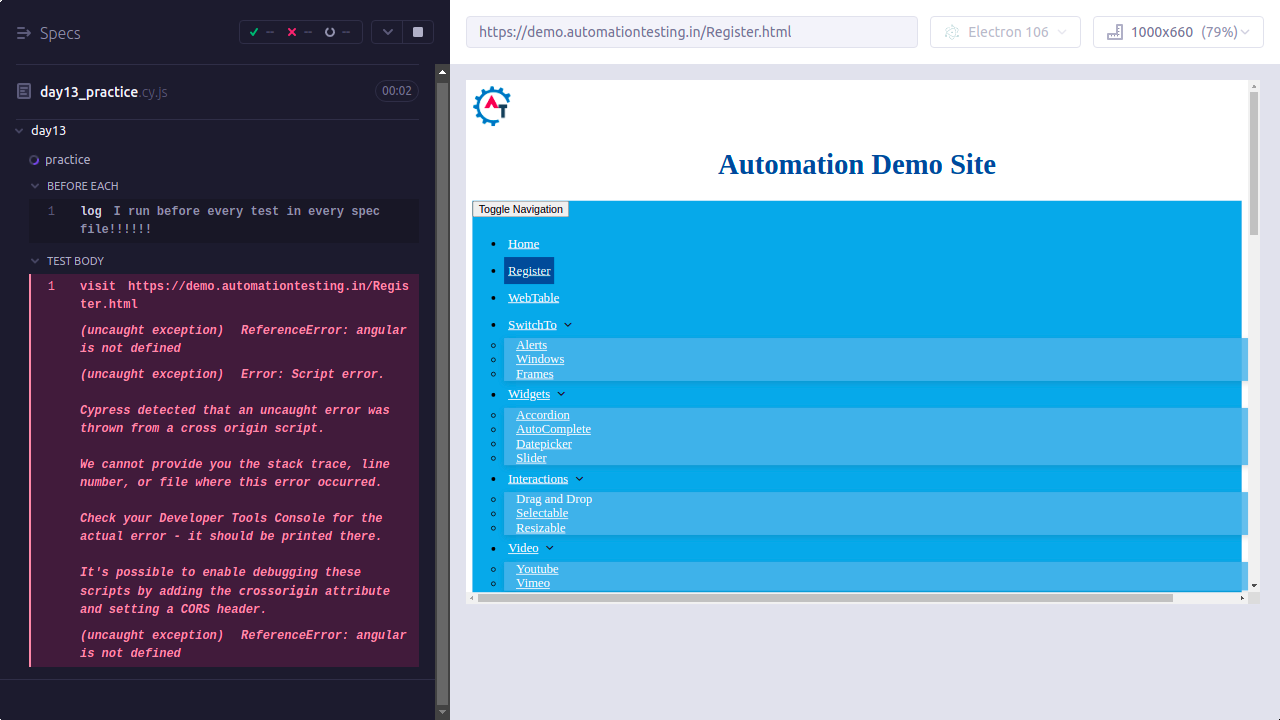 Specs
-- -- --
day13_practice.cy.js 00:02
day13
practice
BEFORE EACH
1 log I run before every test in every spec
file!!!!!!
TEST BODY
1 visit https://demo.automationtesting.in/Regis
ter.html
(uncaught exception) ReferenceError: angular
is not defined
(uncaught exception) Error: Script error.
Cypress detected that an uncaught error was
thrown from a cross origin script.
We cannot provide you the stack trace, line
number, or file where this error occurred.
Check your Developer Tools Console for the
actual error - it should be printed there.
It's possible to enable debugging these
scripts by adding the crossorigin attribute
and setting a CORS header.
(uncaught exception) ReferenceError: angular
is not defined
https://demo.automationtesting.in/Register.html
Electron 106
1000x660 (79%)
AT
Automation Demo Site
Toggle Navigation
Home
Register
WebTable
SwitchTo
Alerts
Windows
Frames
Widgets
Accordion
AutoComplete
Datepicker
Slider
Interactions
Drag and Drop
Selectable
Resizable
Video
Youtube
Vimeo